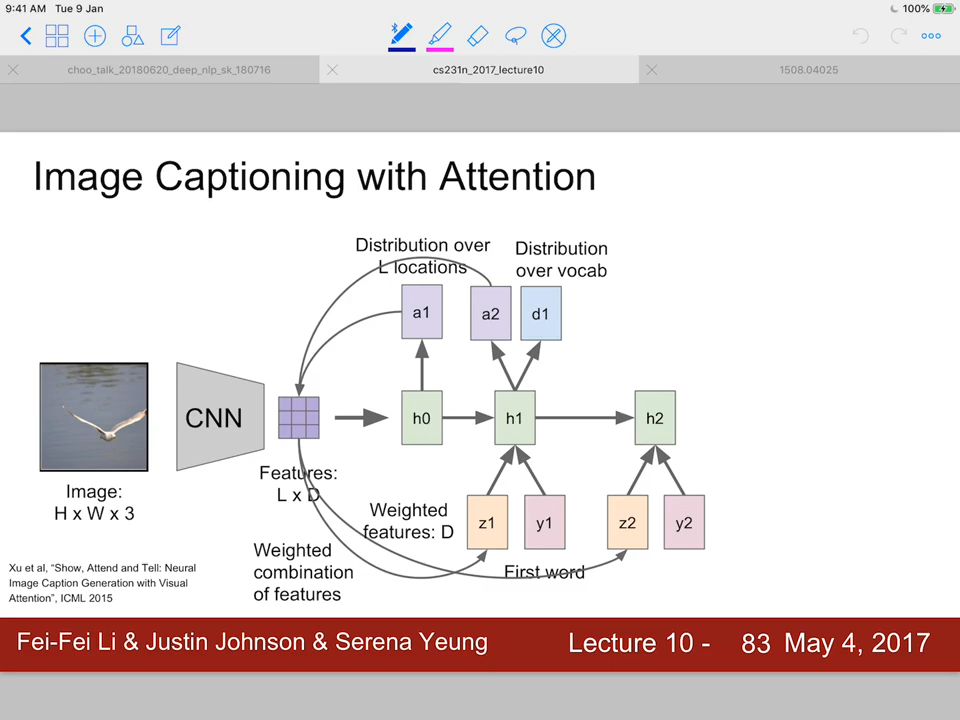 9:41 AM Tue 9 Jan
100%
choo_talk_20180620_deep_nlp_sk_180716
cs231n_2017_lecture10
1508.04025
Image Captioning with Attention
Distribution over
L locations
Distribution
over vocab
a1
a2
d1
CNN
h0
h1
h2
Features:
L x D
Image:
H x W x 3
Weighted
features: D
z1
y1
z2
y2
Weighted
combination
of features
First word
Xu et al, “Show, Attend and Tell: Neural
Image Caption Generation with Visual
Attention”, ICML 2015
Fei-Fei Li & Justin Johnson & Serena Yeung
Lecture 10 - 83 May 4, 2017